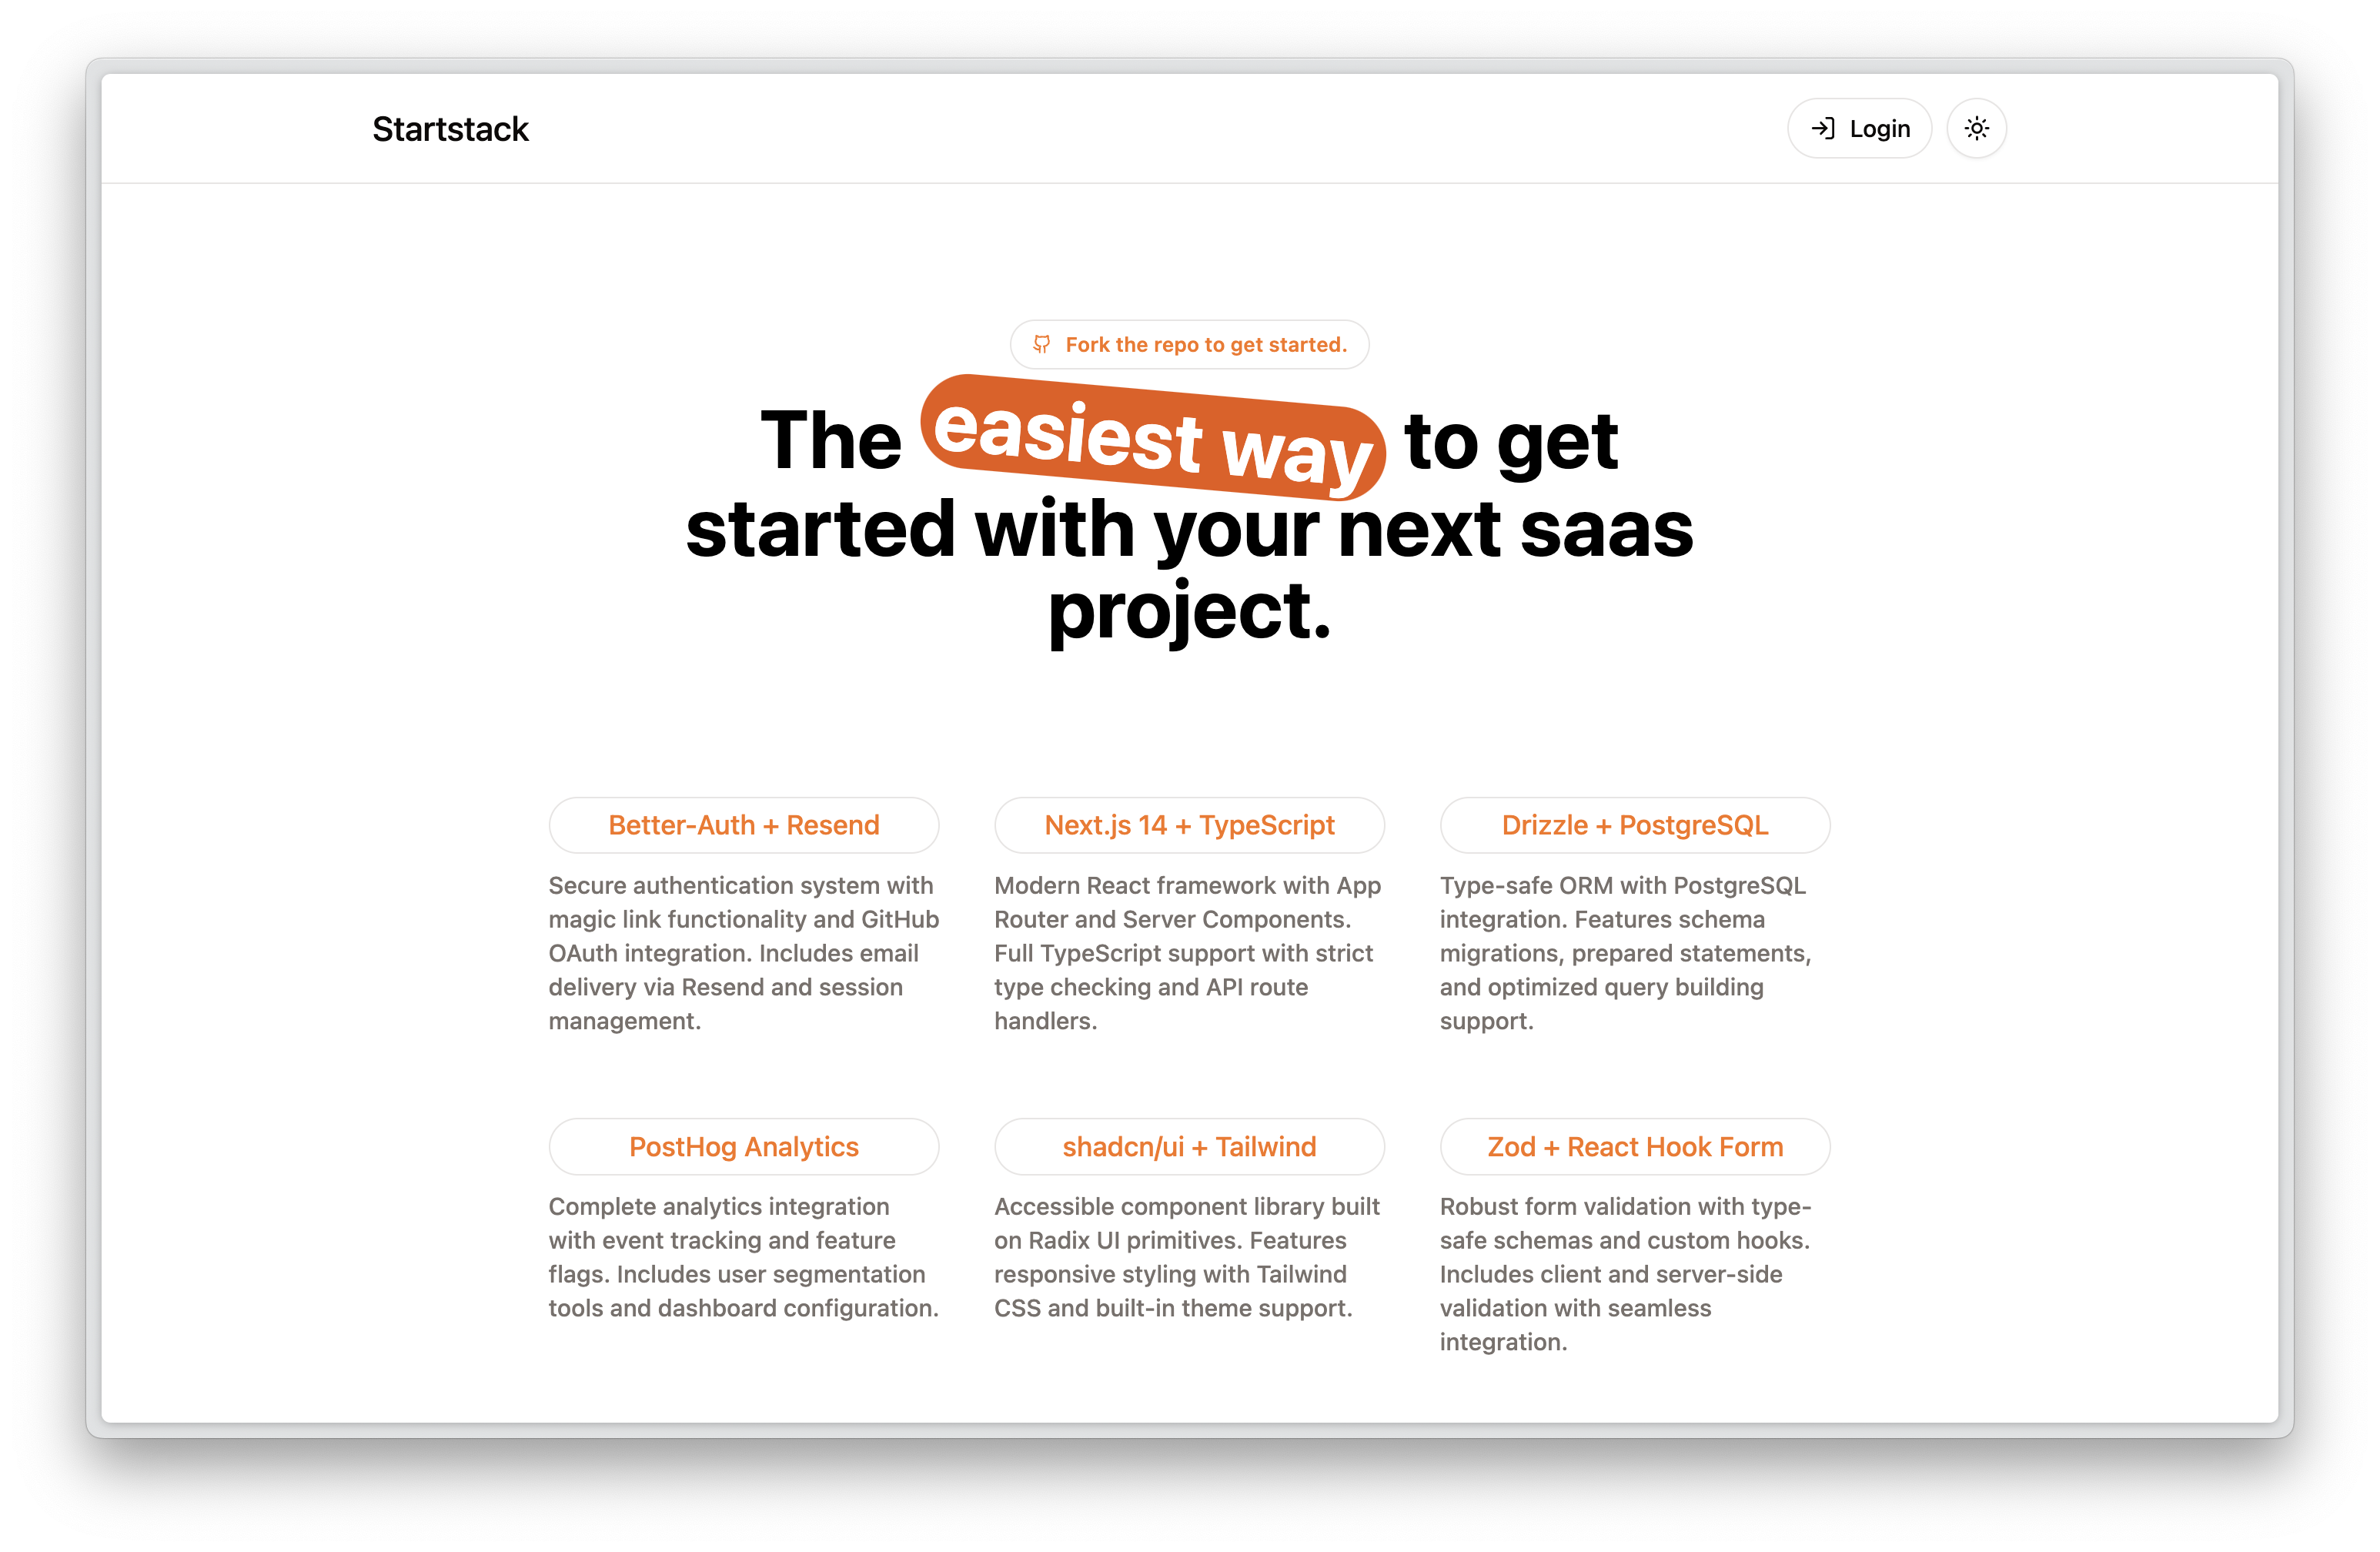 Startstack
Login
Fork the repo to get started.
The easiest way to get
started with your next saas
project.
Better-Auth + Resend
Secure authentication system with
magic link functionality and GitHub
OAuth integration. Includes email
delivery via Resend and session
management.
Next.js 14 + TypeScript
Modern React framework with App
Router and Server Components.
Full TypeScript support with strict
type checking and API route
handlers.
Drizzle + PostgreSQL
Type-safe ORM with PostgreSQL
integration. Features schema
migrations, prepared statements,
and optimized query building
support.
PostHog Analytics
Complete analytics integration
with event tracking and feature
flags. Includes user segmentation
tools and dashboard configuration.
shadcn/ui + Tailwind
Accessible component library built
on Radix UI primitives. Features
responsive styling with Tailwind
CSS and built-in theme support.
Zod + React Hook Form
Robust form validation with type-
safe schemas and custom hooks.
Includes client and server-side
validation with seamless
integration.